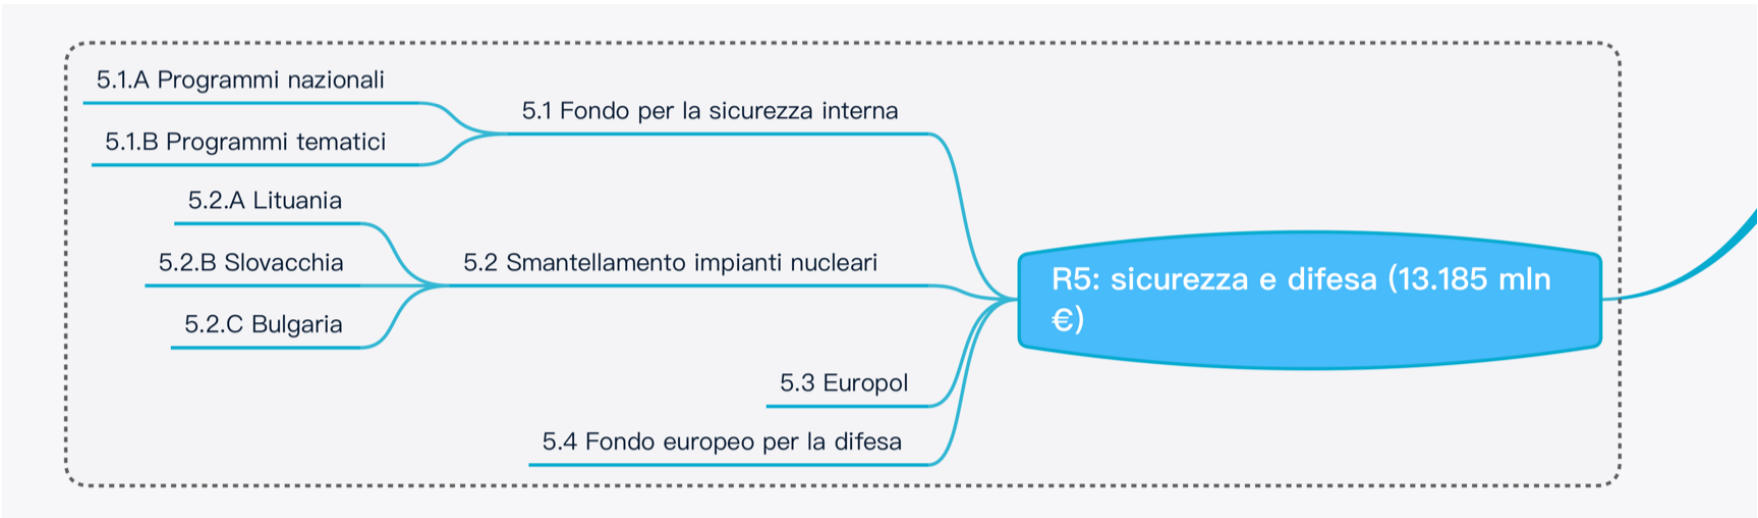 5.1.A Programmi nazionali
5.1.B Programmi tematici
5.1 Fondo per la sicurezza interna
5.2.A Lituania
5.2.B Slovacchia
5.2.C Bulgaria
5.2 Smantellamento impianti nucleari
5.3 Europol
5.4 Fondo europeo per la difesa
R5: sicurezza e difesa (13.185 mln
€)